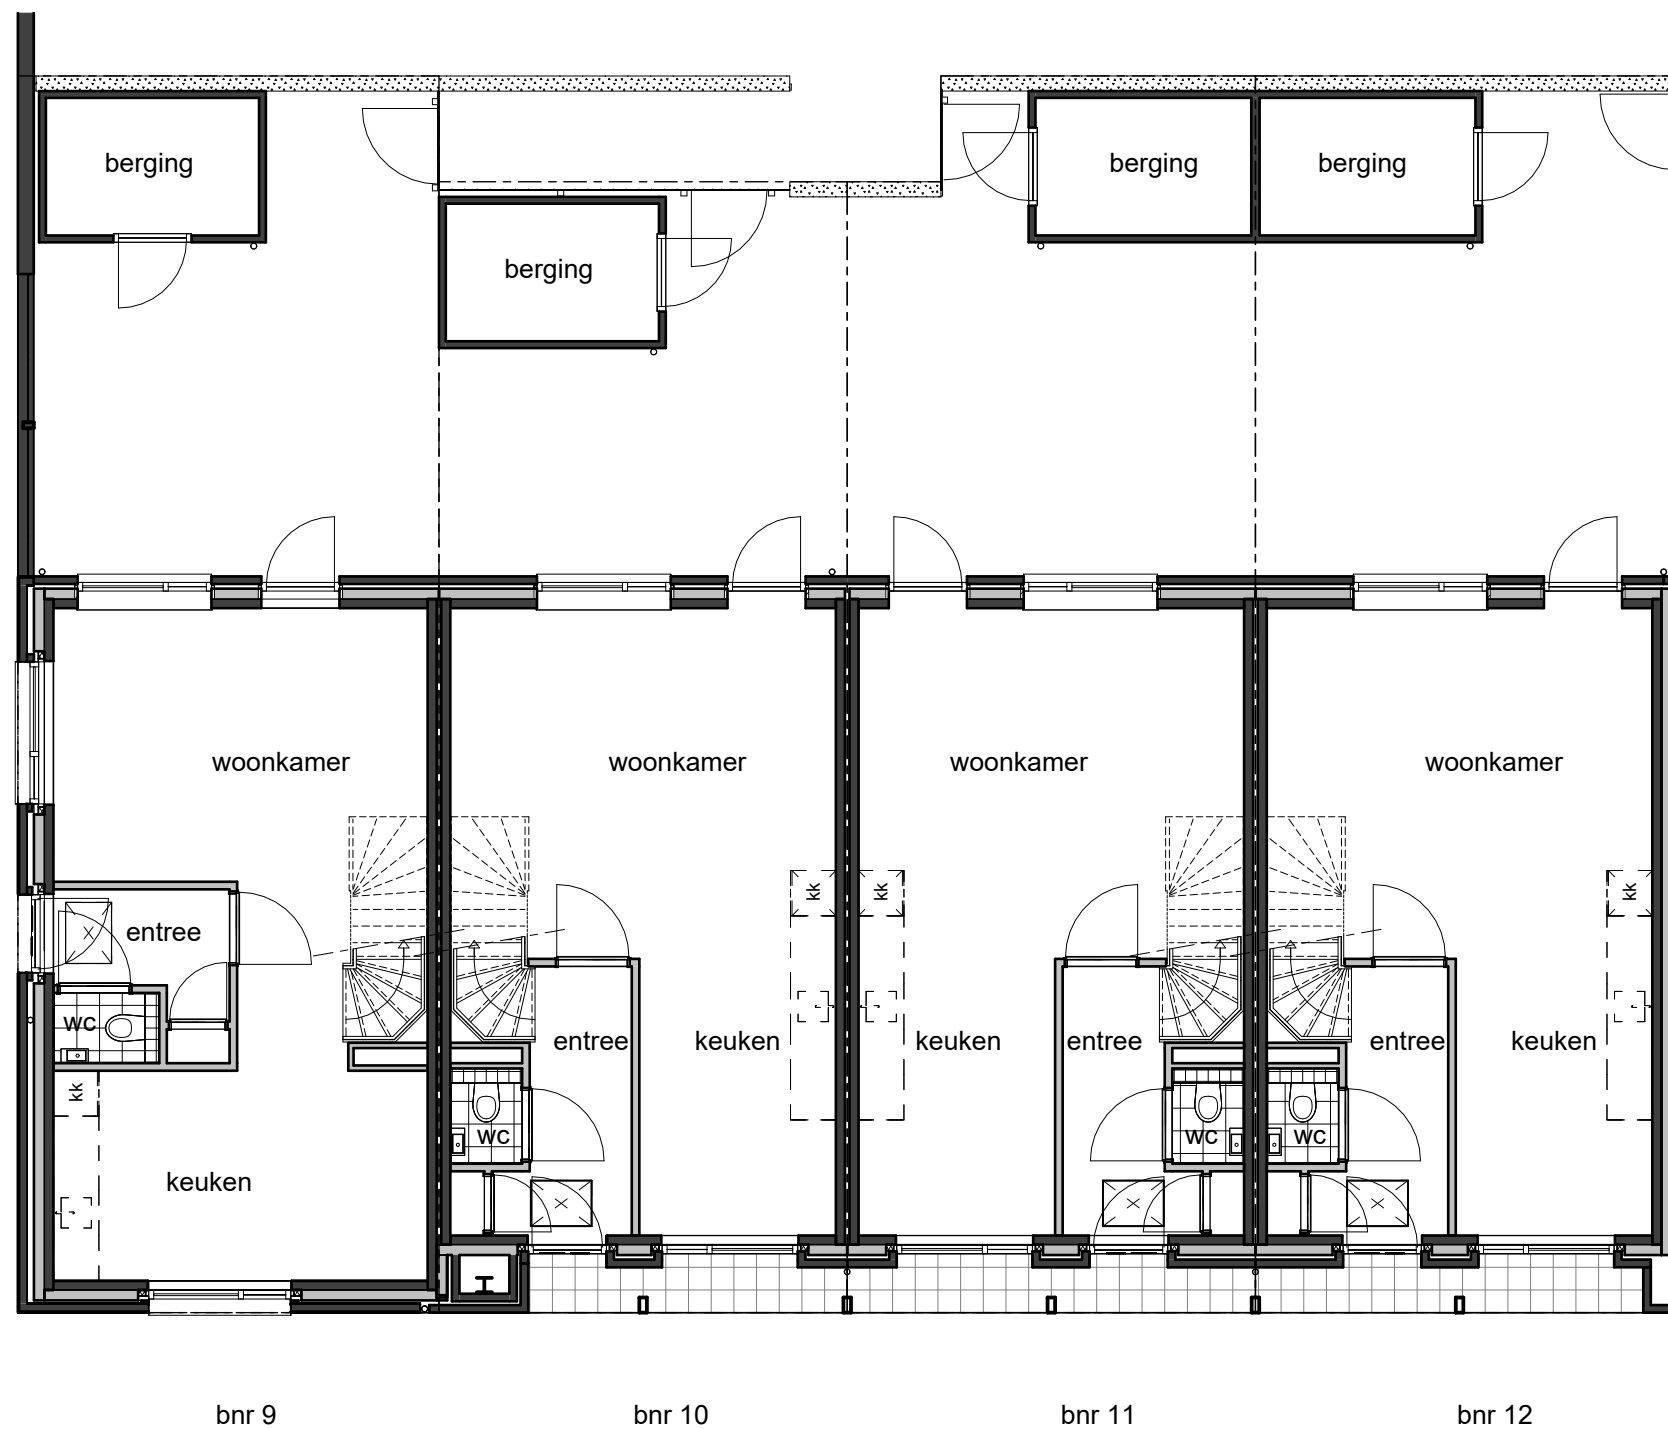 berging
berging
berging
berging
woonkamer
woonkamer
woonkamer
woonkamer
kk
kk
kk
entree
wc
entree
keuken
keuken
entree
entree
keuken
kk
wc
wc
wc
keuken
bnr 9
bnr 10
bnr 11
bnr 12